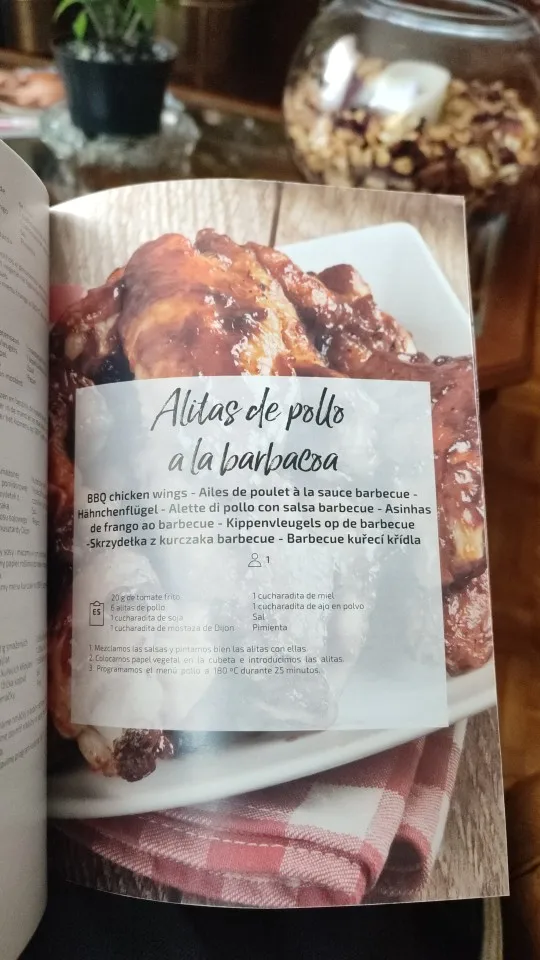 Alitas de pollo
a la barbacoa
BBQ chicken wings - Ailes de poulet à la sauce barbecue -
Hähnchenflügel - Alette di pollo con salsa barbecue - Asinhas
de frango ao barbecue - Kippenvleugels op de barbecue
-Skrzydełka z kurczaka barbecue - Barbecue kuřecí křídla
1
ES
20 g de tomate frito
6 alitas de pollo
1 cucharadita de soja
1 cucharadita de mostaza de Dijon
1 cucharadita de miel
1 cucharadita de ajo en polvo
Sal
Pimienta
1. Mezclamos las salsas y pintamos bien las alitas con ellas.
2. Colocamos papel vegetal en la cubeta e introducimos las alitas.
3. Programamos el menú pollo a 180 ºC durante 25 minutos.